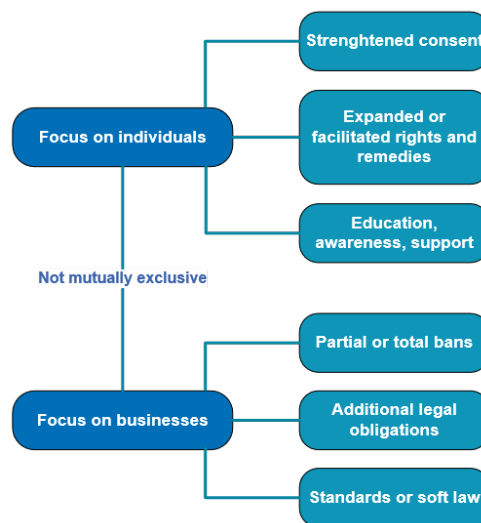 Strenghtened consent
Focus on individuals
Expanded or
facilitated rights and
remedies
Education,
awareness, support
Not mutually exclusive
Partial or total bans
Focus on businesses
Additional legal
obligations
Standards or soft law